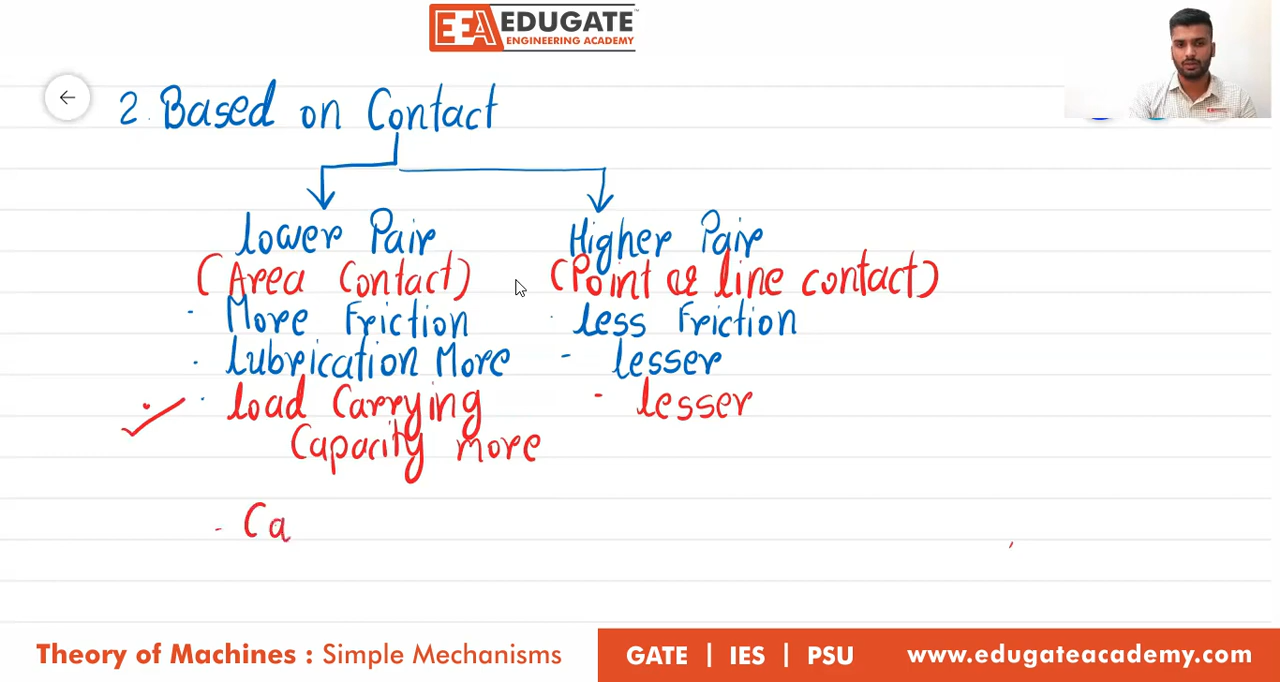 EEA EDUGATE
ENGINEERING ACADEMY
2. Based on Contact
Lower Pair Higher Pair
(Area Contact) (Point or line contact)
· More Friction · less Friction
· Lubrication More - lesser
· load Carrying - lesser
Capacity more
- Ca
Theory of Machines : Simple Mechanisms GATE | IES | PSU www.edugateacademy.com